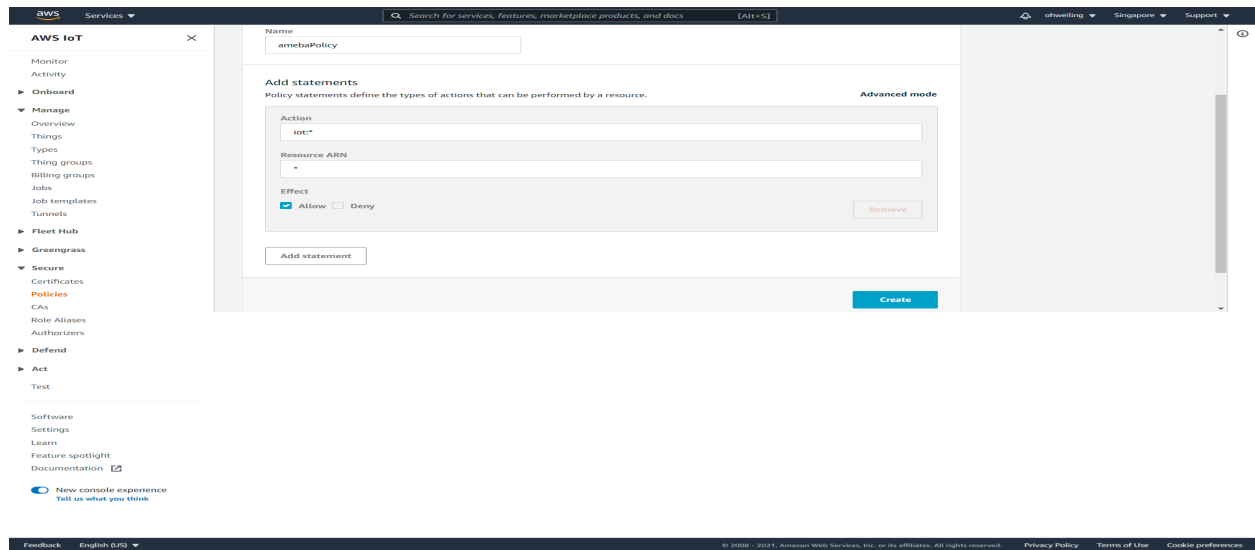 aws Services Search for services, features, marketplace products, and docs [Alt+S] ohweiling Singapore Support
AWS IoT
Monitor
Activity
Onboard
Manage
Overview
Things
Types
Thing groups
Billing groups
Jobs
Job templates
Tunnels
Fleet Hub
Greengrass
Secure
Certificates
Policies
CAs
Role Aliases
Authorizers
Defend
Act
Test
Software
Settings
Learn
Feature spotlight
Documentation
New console experience
Tell us what you think
Name
amebaPolicy
Add statements
Policy statements define the types of actions that can be performed by a resource. Advanced mode
Action
iot:*
Resource ARN
*
Effect
Allow Deny
Remove
Add statement
Create
Feedback English (US) © 2008 - 2021, Amazon Web Services, Inc. or its affiliates. All rights reserved. Privacy Policy Terms of Use Cookie preferences